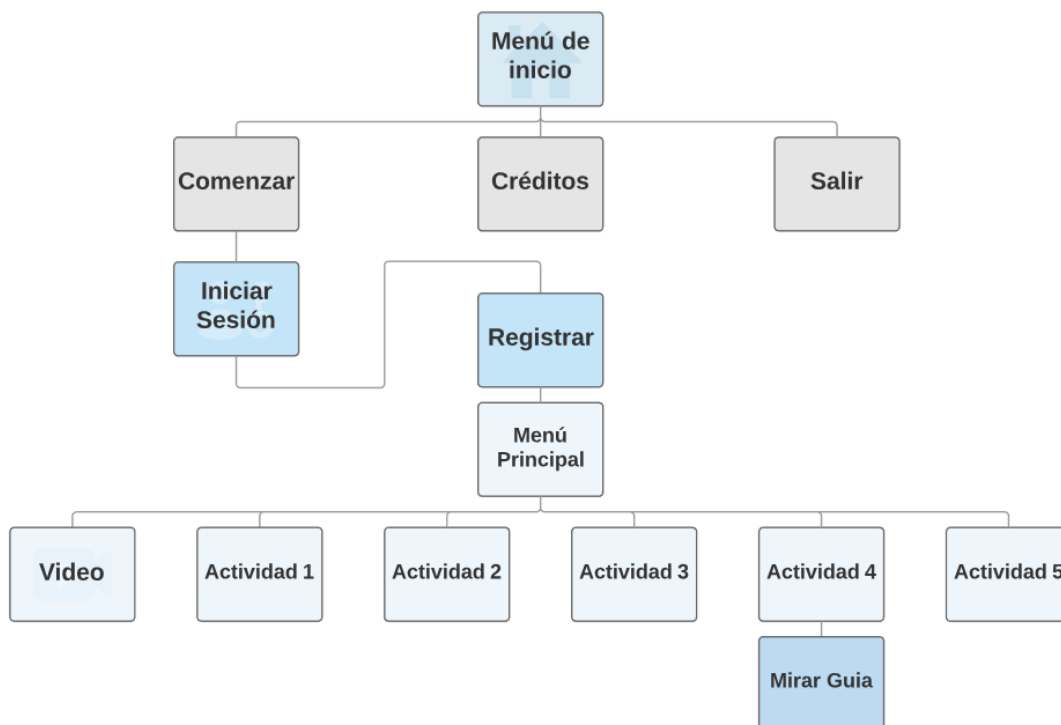 Menú de
inicio
Comenzar
Créditos
Salir
Iniciar
Sesión
Registrar
Menú
Principal
Video
Actividad 1
Actividad 2
Actividad 3
Actividad 4
Actividad 5
Mirar Guia